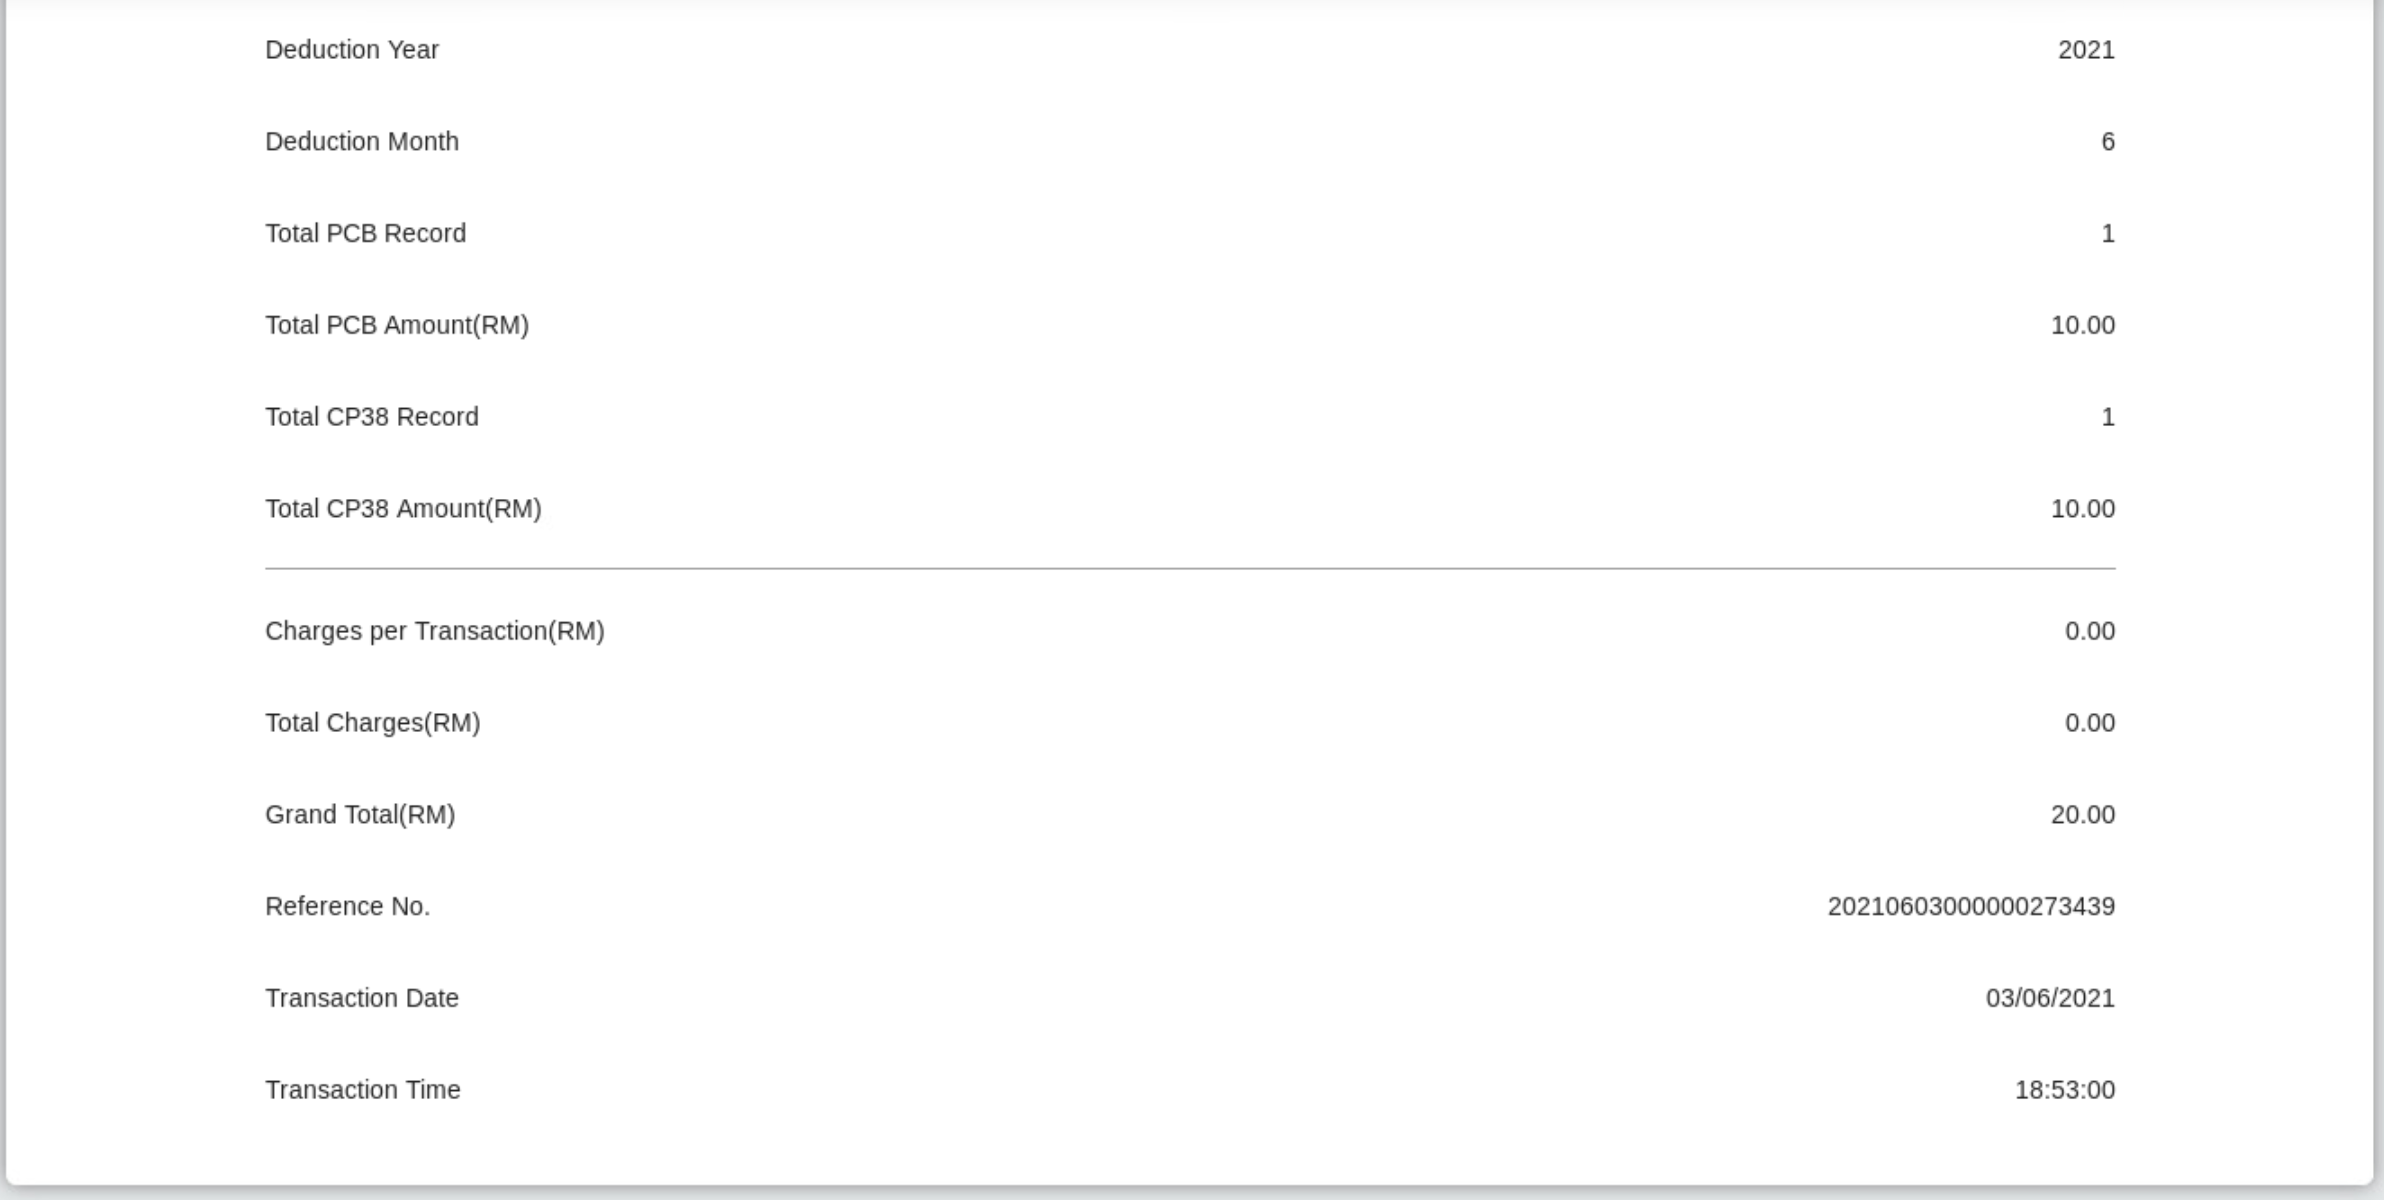 Deduction Year 2021
Deduction Month 6
Total PCB Record 1
Total PCB Amount(RM) 10.00
Total CP38 Record 1
Total CP38 Amount(RM) 10.00
Charges per Transaction(RM) 0.00
Total Charges(RM) 0.00
Grand Total(RM) 20.00
Reference No. 20210603000000273439
Transaction Date 03/06/2021
Transaction Time 18:53:00